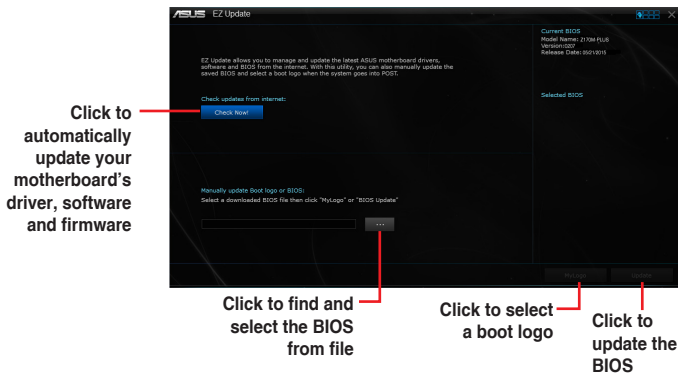 ASUS EZ Update
Current BIOS
Model Name: Z170M-PLUS
Version:0207
Release Date: 05/21/2015
EZ Update allows you to manage and update the latest ASUS motherboard drivers,
software and BIOS from the internet. With this utility, you can also manually update the
saved BIOS and select a boot logo when the system goes into POST.
Check updates from internet:
Selected BIOS
Check Now!
Click to
automatically
update your
motherboard's
driver, software
and firmware
Manually update Boot logo or BIOS:
Select a downloaded BIOS file then click "MyLogo" or "BIOS Update"
...
MyLogo
Update
Click to find and
select the BIOS
from file
Click to select
a boot logo
Click to
update the
BIOS